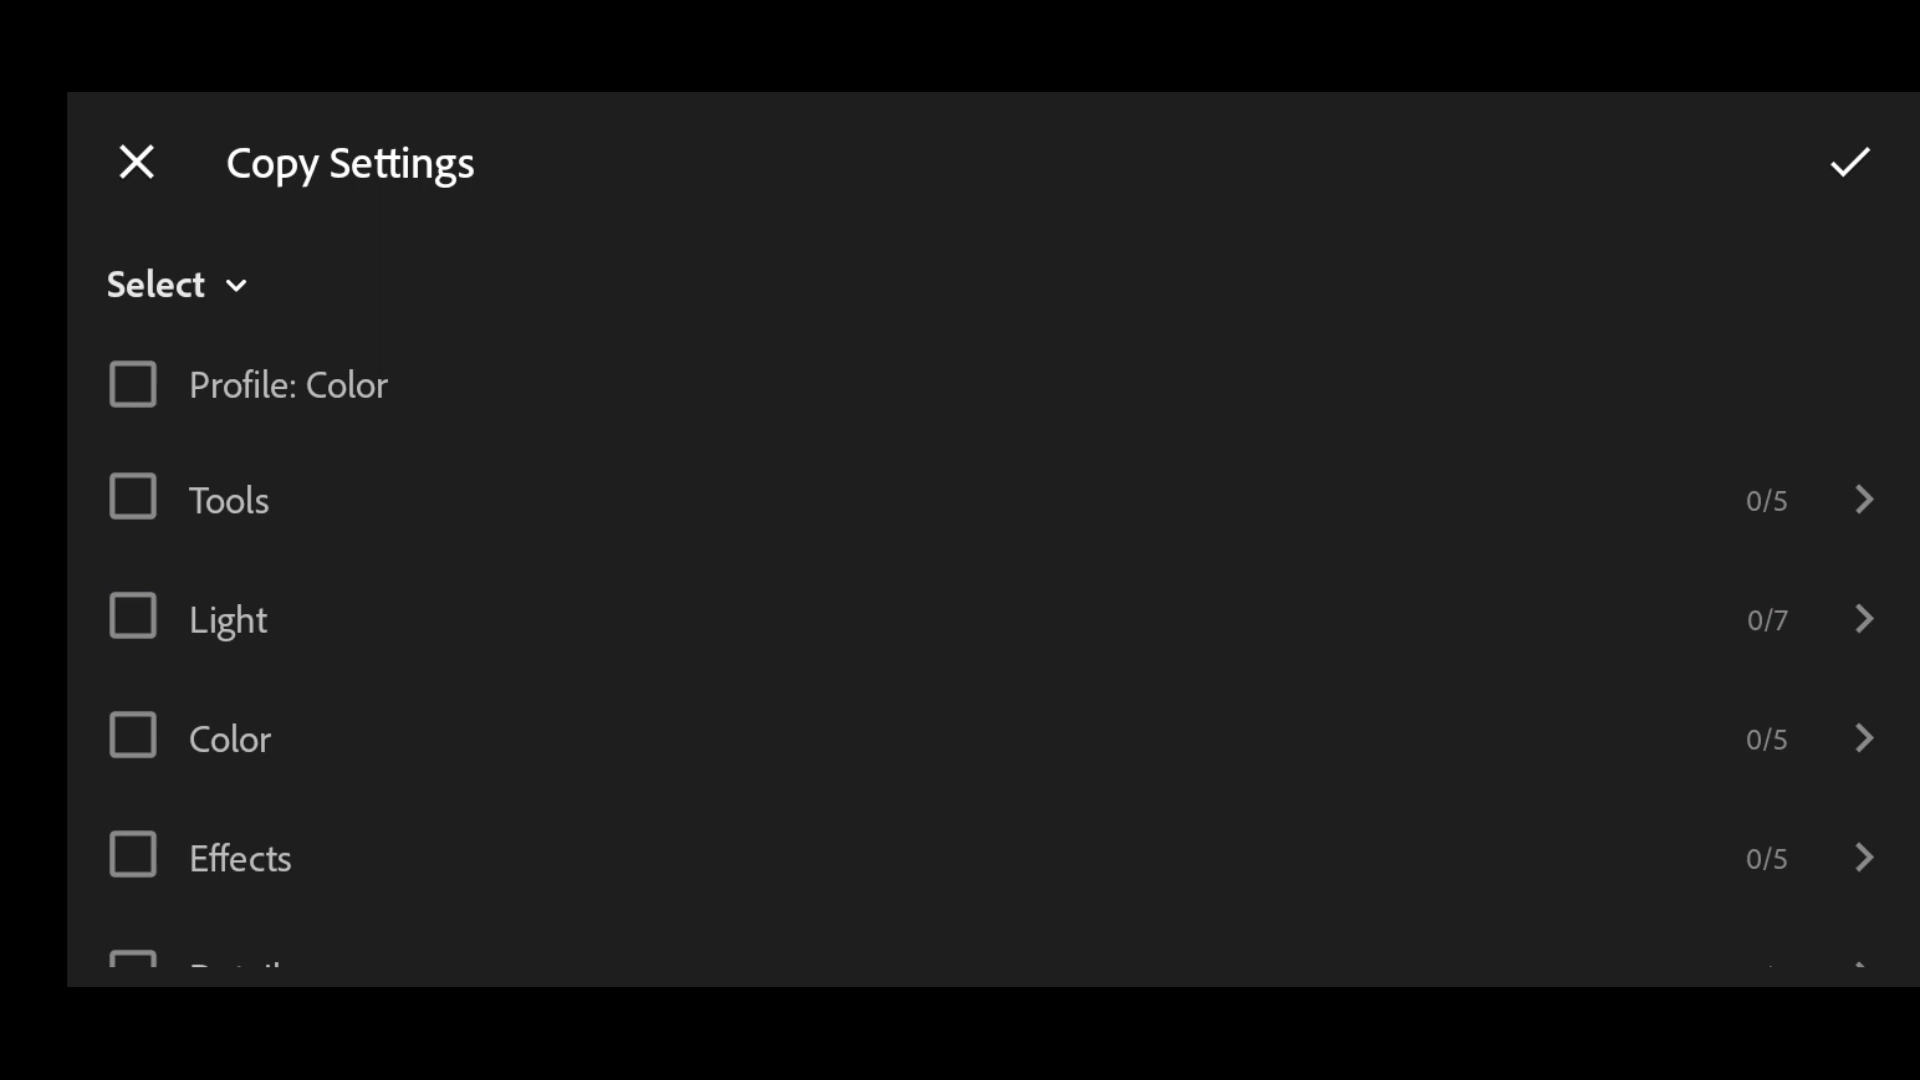 Copy Settings
Select
Profile: Color
Tools 0/5
Light 0/7
Color 0/5
Effects 0/5